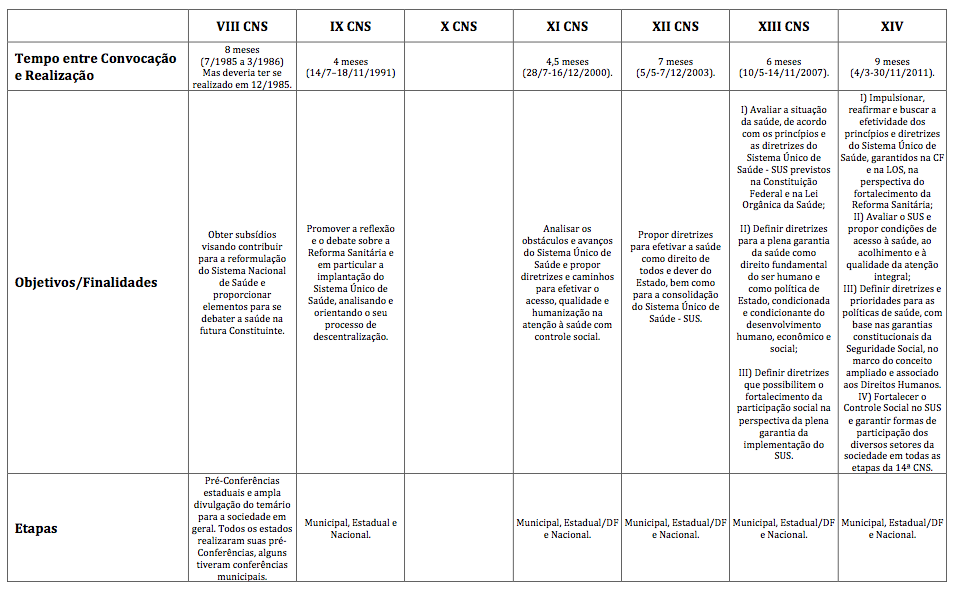 VIII CNS
IX CNS
X CNS
XI CNS
XII CNS
XIII CNS
XIV
Tempo entre Convocação
e Realização
8 meses
(7/1985 a 3/1986)
Mas deveria ter se
realizado em 12/1985.
4 meses
(14/7–18/11/1991)
4,5 meses
(28/7-16/12/2000).
7 meses
(5/5-7/12/2003).
6 meses
(10/5-14/11/2007).
9 meses
(4/3-30/11/2011).
Objetivos/Finalidades
Obter subsídios
visando contribuir
para a reformulação
do Sistema Nacional
de Saúde e
proporcionar
elementos para se
debater a saúde na
futura Constituinte.
Promover a reflexão
e o debate sobre a
Reforma Sanitária e
em particular a
implantação do
Sistema Único de
Saúde, analisando e
orientando o seu
processo de
descentralização.
Analisar os
obstáculos e avanços
do Sistema Único de
Saúde e propor
diretrizes e caminhos
para efetivar o
acesso, qualidade e
humanização na
atenção à saúde com
controle social.
Propor diretrizes
para efetivar a saúde
como direito de
todos e dever do
Estado, bem como
para a consolidação
do Sistema Único de
Saúde - SUS.
I) Avaliar a situação
da saúde, de acordo
com os princípios e
as diretrizes do
Sistema Único de
Saúde - SUS previstos
na Constituição
Federal e na Lei
Orgânica da Saúde;
II) Definir diretrizes
para a plena garantia
da saúde como
direito fundamental
do ser humano e
como política de
Estado, condicionada
e condicionante do
desenvolvimento
humano, econômico e
social;
III) Definir diretrizes
que possibilitem o
fortalecimento da
participação social na
perspectiva da plena
garantia da
implementação do
SUS.
I) Impulsionar,
reafirmar e buscar a
efetividade dos
princípios e diretrizes
do Sistema Único de
Saúde, garantidos na CF
e na LOS, na
perspectiva do
fortalecimento da
Reforma Sanitária;
II) Avaliar o SUS e
propor condições de
acesso à saúde, ao
acolhimento e à
qualidade da atenção
integral;
III) Definir diretrizes e
prioridades para as
políticas de saúde, com
base nas garantias
constitucionais da
Seguridade Social, no
marco do conceito
ampliado e associado
aos Direitos Humanos.
IV) Fortalecer o
Controle Social no SUS
e garantir formas de
participação dos
diversos setores da
sociedade em todas as
etapas da 14ª CNS.
Etapas
Pré-Conferências
estaduais e ampla
divulgação do temário
para a sociedade em
geral. Todos os estados
realizaram suas pré-
Conferências, alguns
tiveram conferências
municipais.
Municipal, Estadual e
Nacional.
Municipal, Estadual/DF
e Nacional.
Municipal, Estadual/DF
e Nacional.
Municipal, Estadual/DF
e Nacional.
Municipal, Estadual/DF
e Nacional.